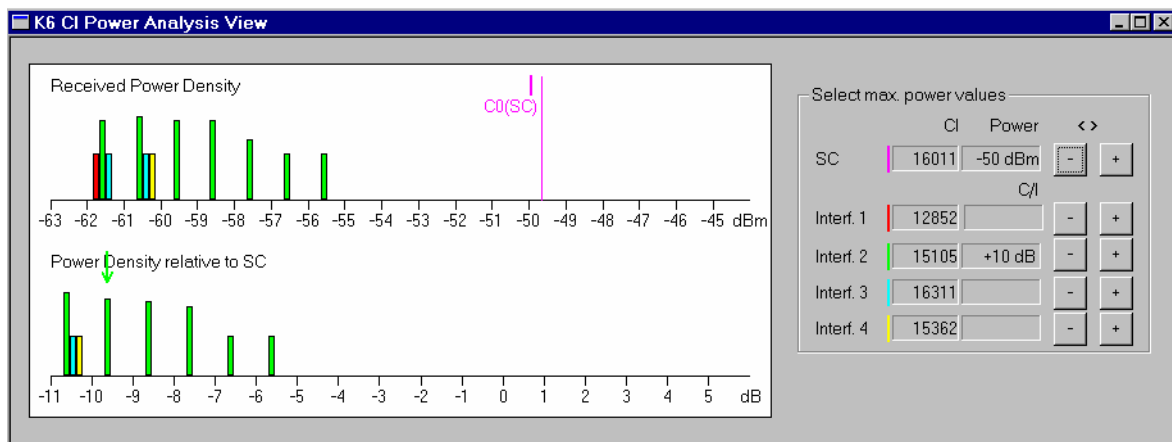 K6 CI Power Analysis View
Received Power Density
C0(SC)
-63 -62 -61 -60 -59 -58 -57 -56 -55 -54 -53 -52 -51 -50 -49 -48 -47 -46 -45 dBm
Power Density relative to SC
-11 -10 -9 -8 -7 -6 -5 -4 -3 -2 -1 0 1 2 3 4 5 dB
Select max. power values
CI Power < >
SC 16011 -50 dBm - +
C/I
Interf. 1 12852 - +
Interf. 2 15105 +10 dB - +
Interf. 3 16311 - +
Interf. 4 15362 - +